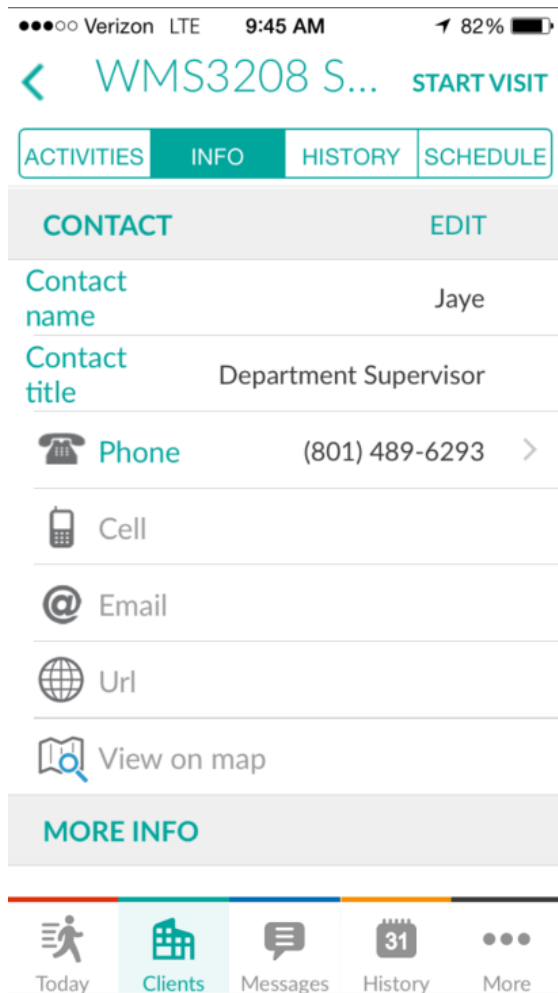 Verizon LTE 9:45 AM 82%
WMS3208 S... START VISIT
ACTIVITIES INFO HISTORY SCHEDULE
CONTACT EDIT
Contact
name
Jaye
Contact
title
Department Supervisor
Phone (801) 489-6293
Cell
@ Email
Url
View on map
MORE INFO
31
Today Clients Messages History More